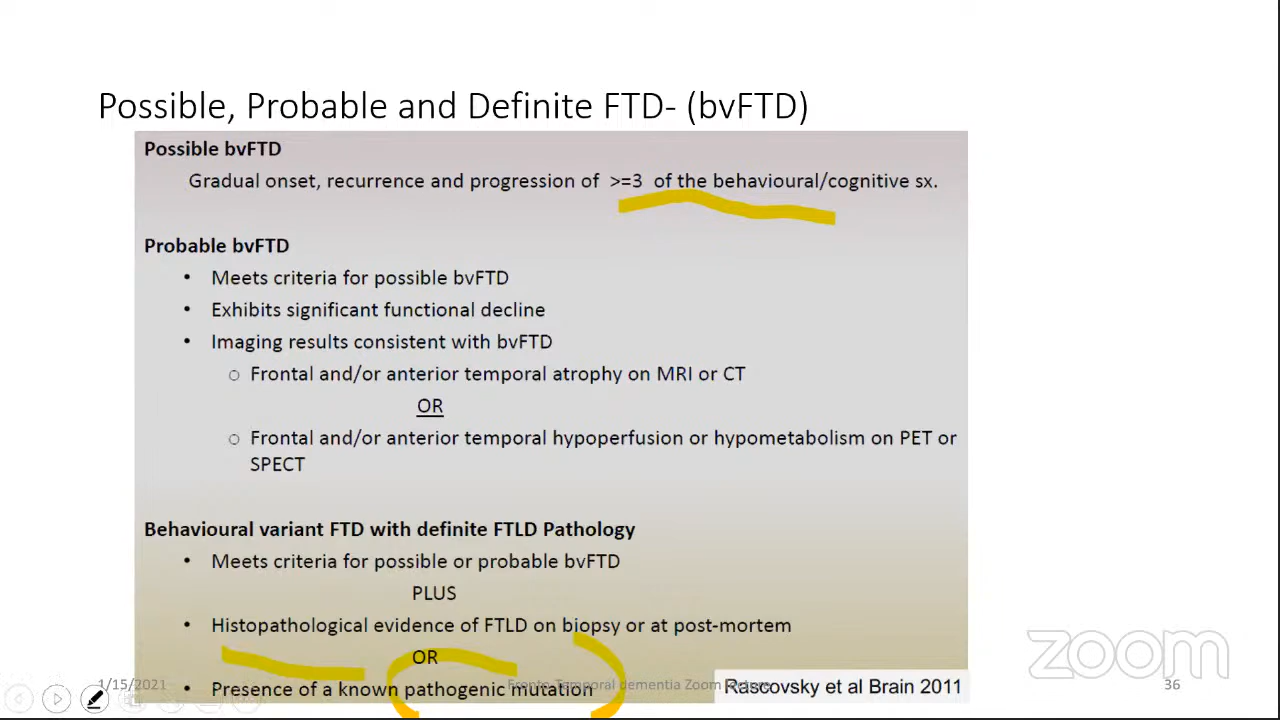 Possible, Probable and Definite FTD- (bvFTD)
Possible bvFTD
Gradual onset, recurrence and progression of >=3 of the behavioural/cognitive sx.
Probable bvFTD
• Meets criteria for possible bvFTD
• Exhibits significant functional decline
• Imaging results consistent with bvFTD
○ Frontal and/or anterior temporal atrophy on MRI or CT
OR
○ Frontal and/or anterior temporal hypoperfusion or hypometabolism on PET or
SPECT
Behavioural variant FTD with definite FTLD Pathology
• Meets criteria for possible or probable bvFTD
PLUS
• Histopathological evidence of FTLD on biopsy or at post-mortem
OR
• Presence of a known pathogenic mutation
Rascovsky et al Brain 2011
1/15/2021
Fronto-Temporal dementia Zoom lecture
36
zoom